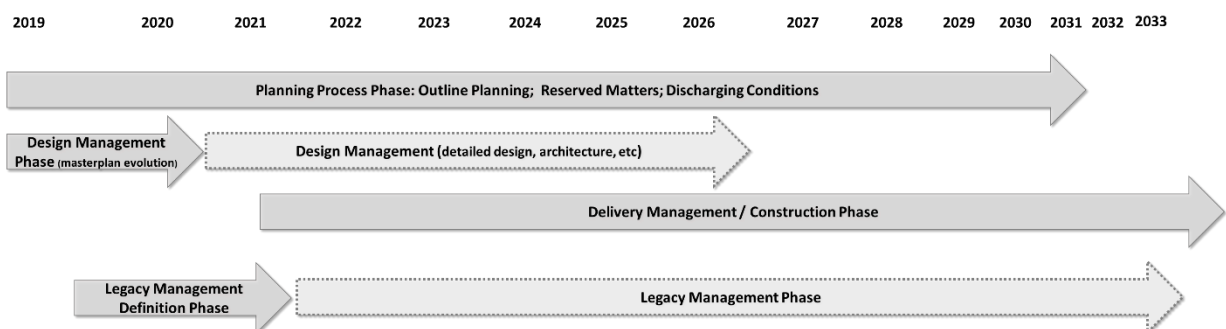 2019 2020 2021 2022 2023 2024 2025 2026 2027 2028 2029 2030 2031 2032 2033
Planning Process Phase: Outline Planning; Reserved Matters; Discharging Conditions
Design Management
Phase (masterplan evolution)
Design Management (detailed design, architecture, etc)
Delivery Management / Construction Phase
Legacy Management
Definition Phase
Legacy Management Phase